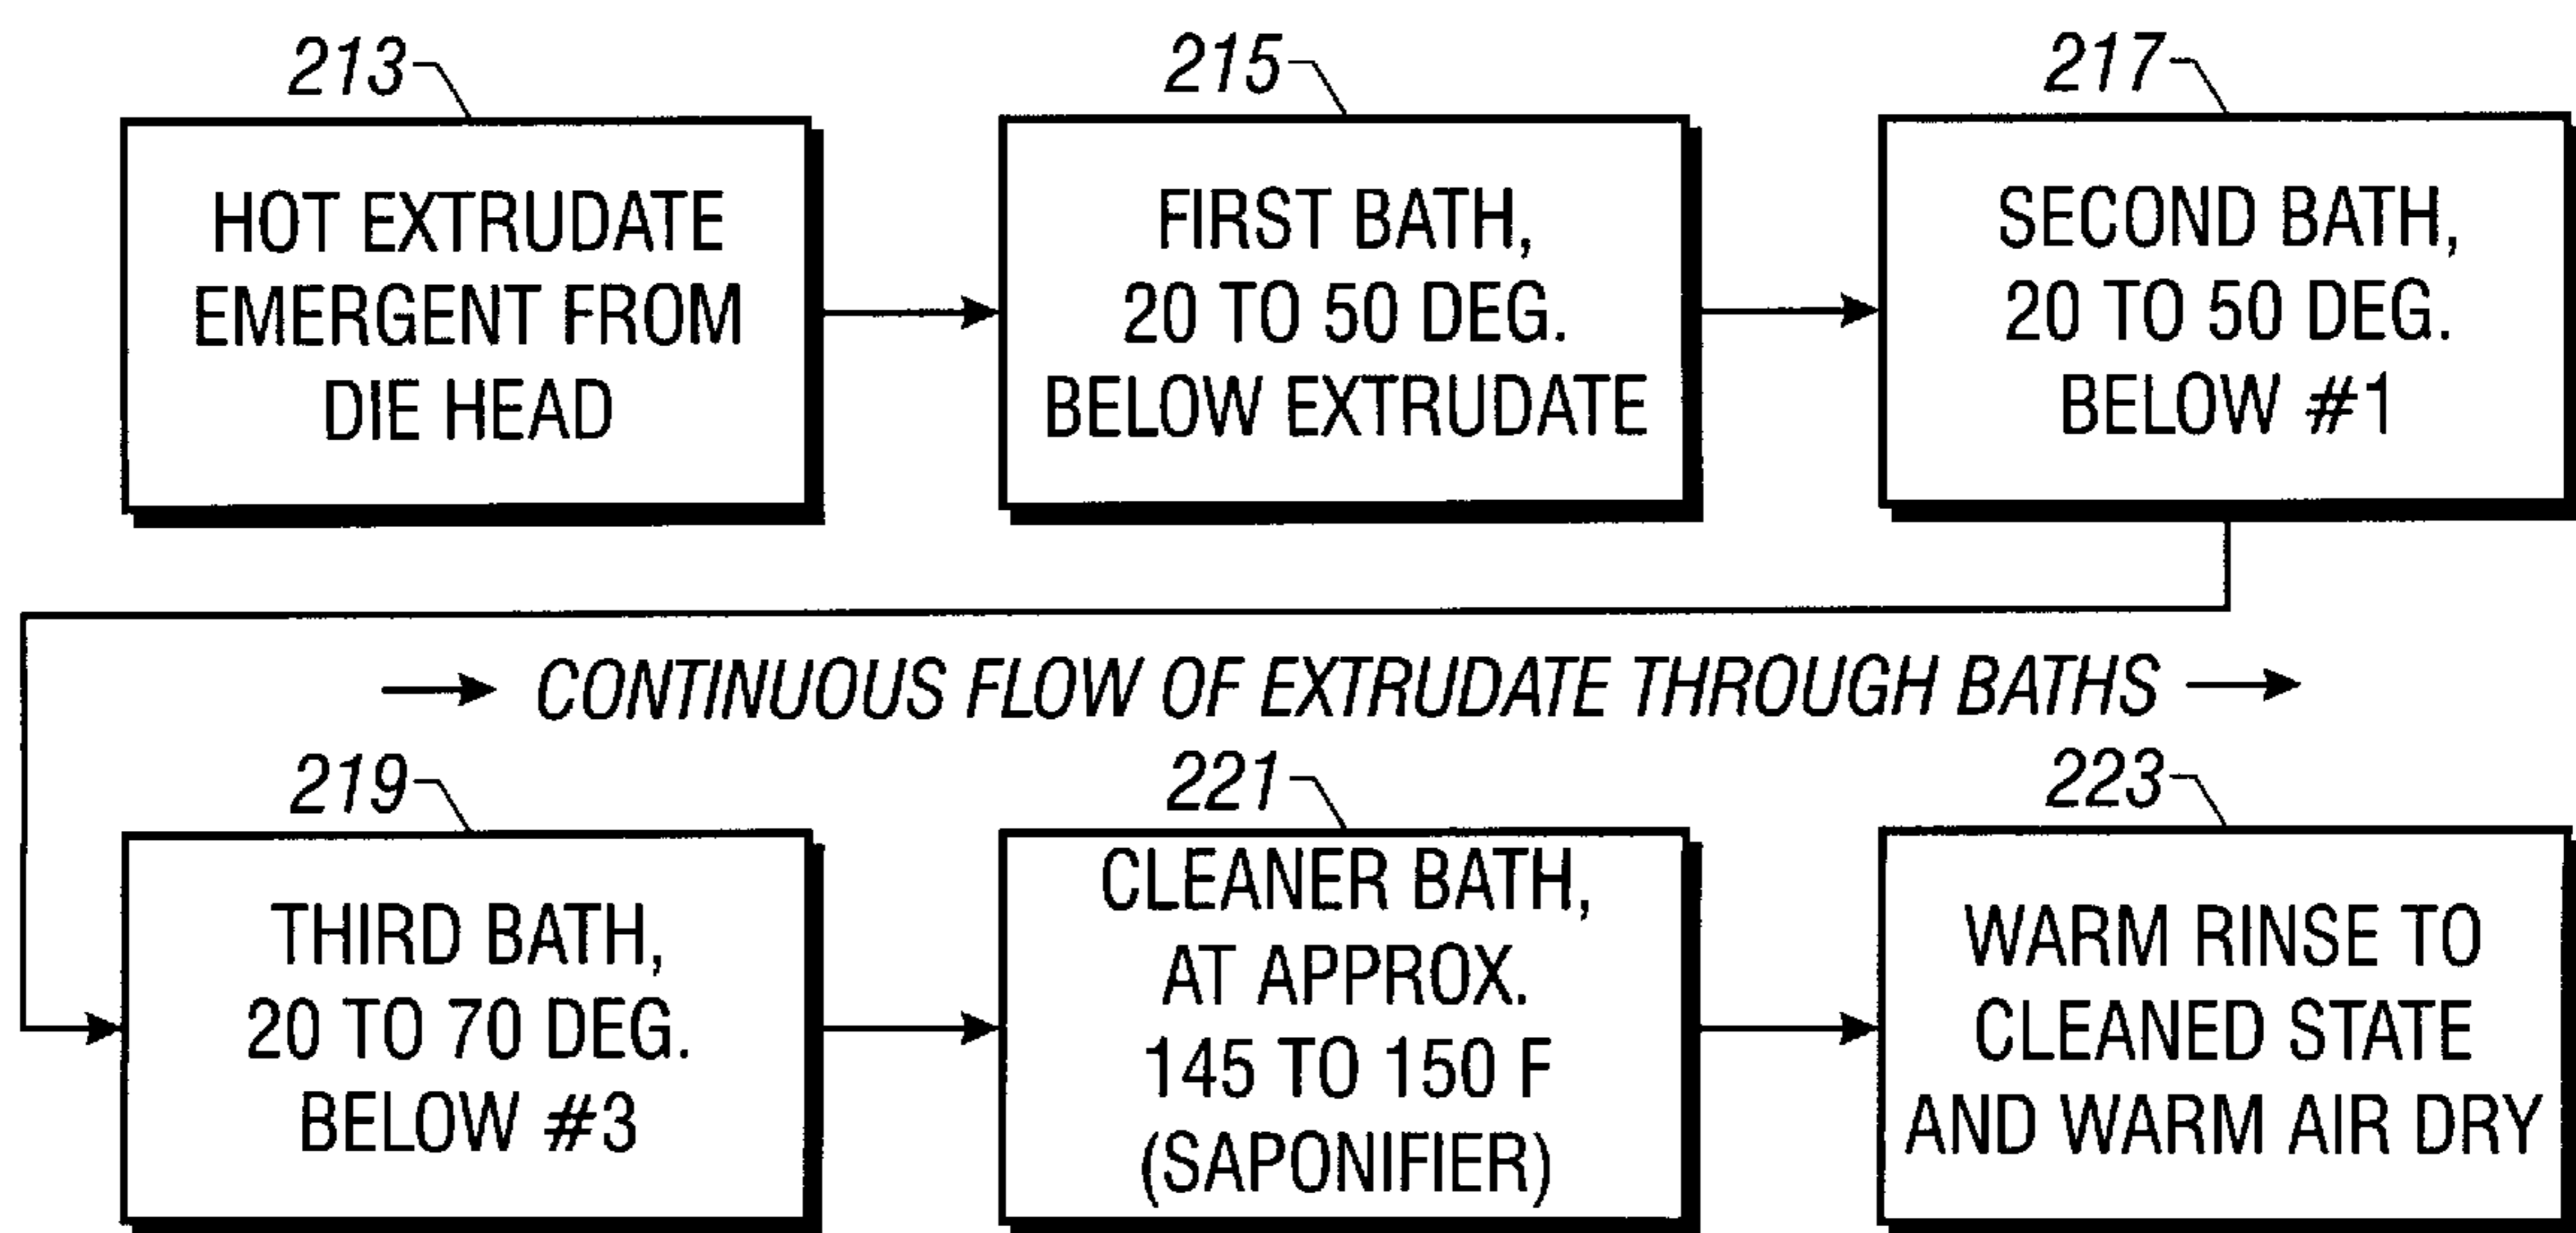 213
HOT EXTRUDATE
EMERGENT FROM
DIE HEAD
215
FIRST BATH,
20 TO 50 DEG.
BELOW EXTRUDATE
217
SECOND BATH,
20 TO 50 DEG.
BELOW #1
CONTINUOUS FLOW OF EXTRUDATE THROUGH BATHS
219
THIRD BATH,
20 TO 70 DEG.
BELOW #3
221
CLEANER BATH,
AT APPROX.
145 TO 150 F
(SAPONIFIER)
223
WARM RINSE TO
CLEANED STATE
AND WARM AIR DRY